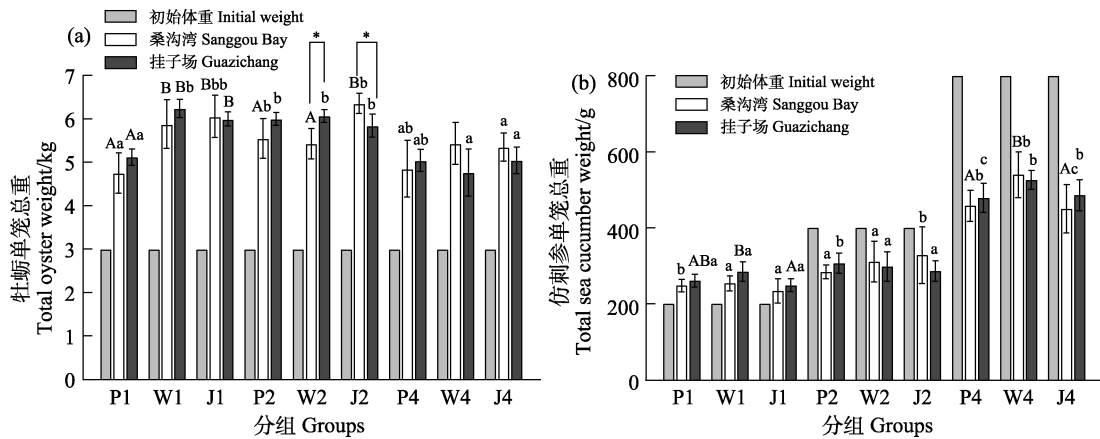 (a)
初始体重 Initial weight
桑沟湾 Sanggou Bay
挂子场 Guazichang
牡蛎单笼总重
Total oyster weight/kg
7
6
5
4
3
2
1
0
* *
Aa Aa B Bb Bbb B Ab b A b Bb b ab ab a a a
P1 W1 J1 P2 W2 J2 P4 W4 J4
分组 Groups
(b)
初始体重 Initial weight
桑沟湾 Sanggou Bay
挂子场 Guazichang
仿刺参单笼总重
Total sea cucumber weight/g
800
600
400
200
0
b ABa a Ba a Aa a b a a b a Ab c Bb b Ac b
P1 W1 J1 P2 W2 J2 P4 W4 J4
分组 Groups